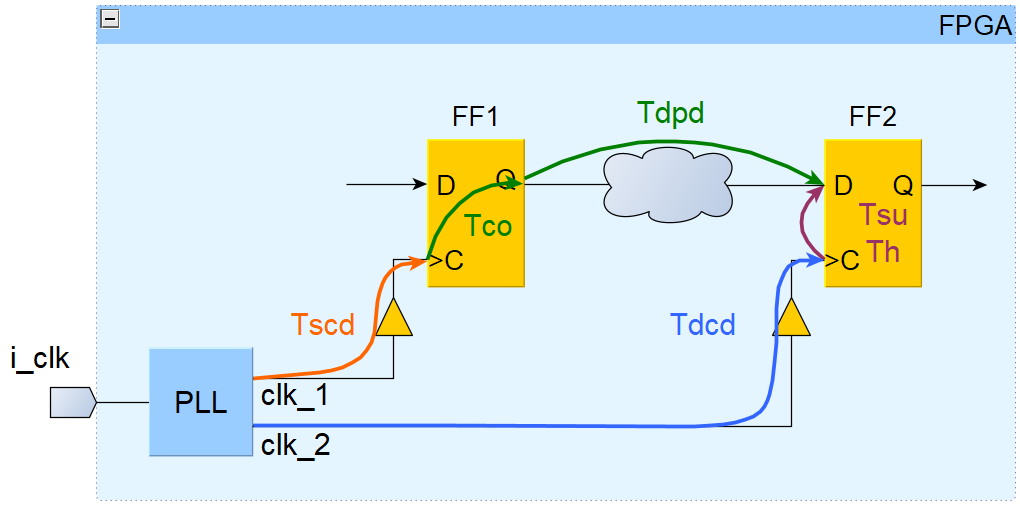 FPGA
FF1
Tdpd
FF2
D
Q
D
Q
Tco
Tsu
>C
>C
Th
Tscd
Tdcd
i_clk
PLL
clk_1
clk_2